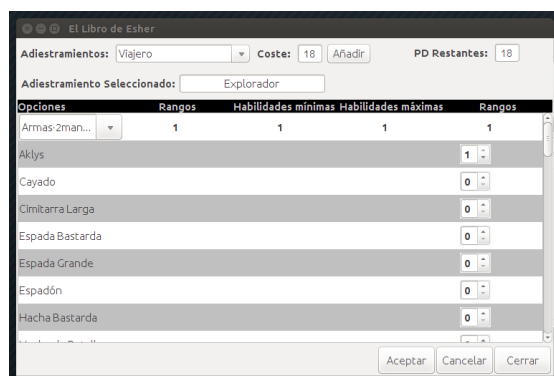 El Libro de Esher
Adiestramientos: Viajero Coste: 18 Añadir PD Restantes: 18
Adiestramiento Seleccionado: Explorador
Opciones Rangos Habilidades mínimas Habilidades máximas Rangos
Armas·2man... 1 1 1 1
Aklys 1
Cayado 0
Cimitarra Larga 0
Espada Bastarda 0
Espada Grande 0
Espadón 0
Hacha Bastarda 0
Aceptar Cancelar Cerrar